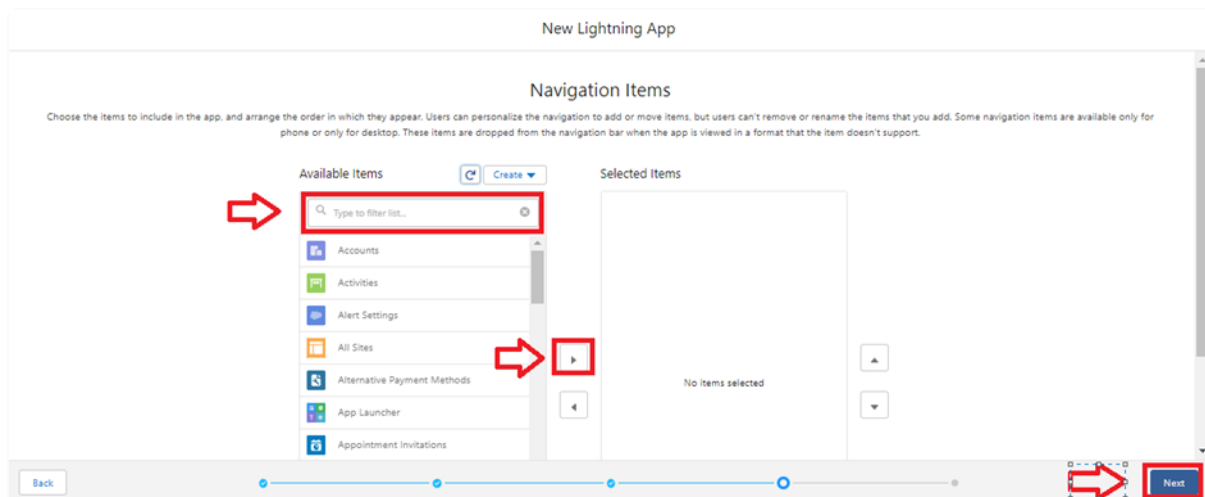 New Lightning App
Navigation Items
Choose the items to include in the app, and arrange the order in which they appear. Users can personalize the navigation to add or move items, but users can't remove or rename the items that you add. Some navigation items are available only for
phone or only for desktop. These items are dropped from the navigation bar when the app is viewed in a format that the item doesn't support.
Available Items
Create
Selected Items
Type to filter list...
Accounts
Activities
Alert Settings
All Sites
Alternative Payment Methods
No items selected
App Launcher
Appointment Invitations
Back
Next